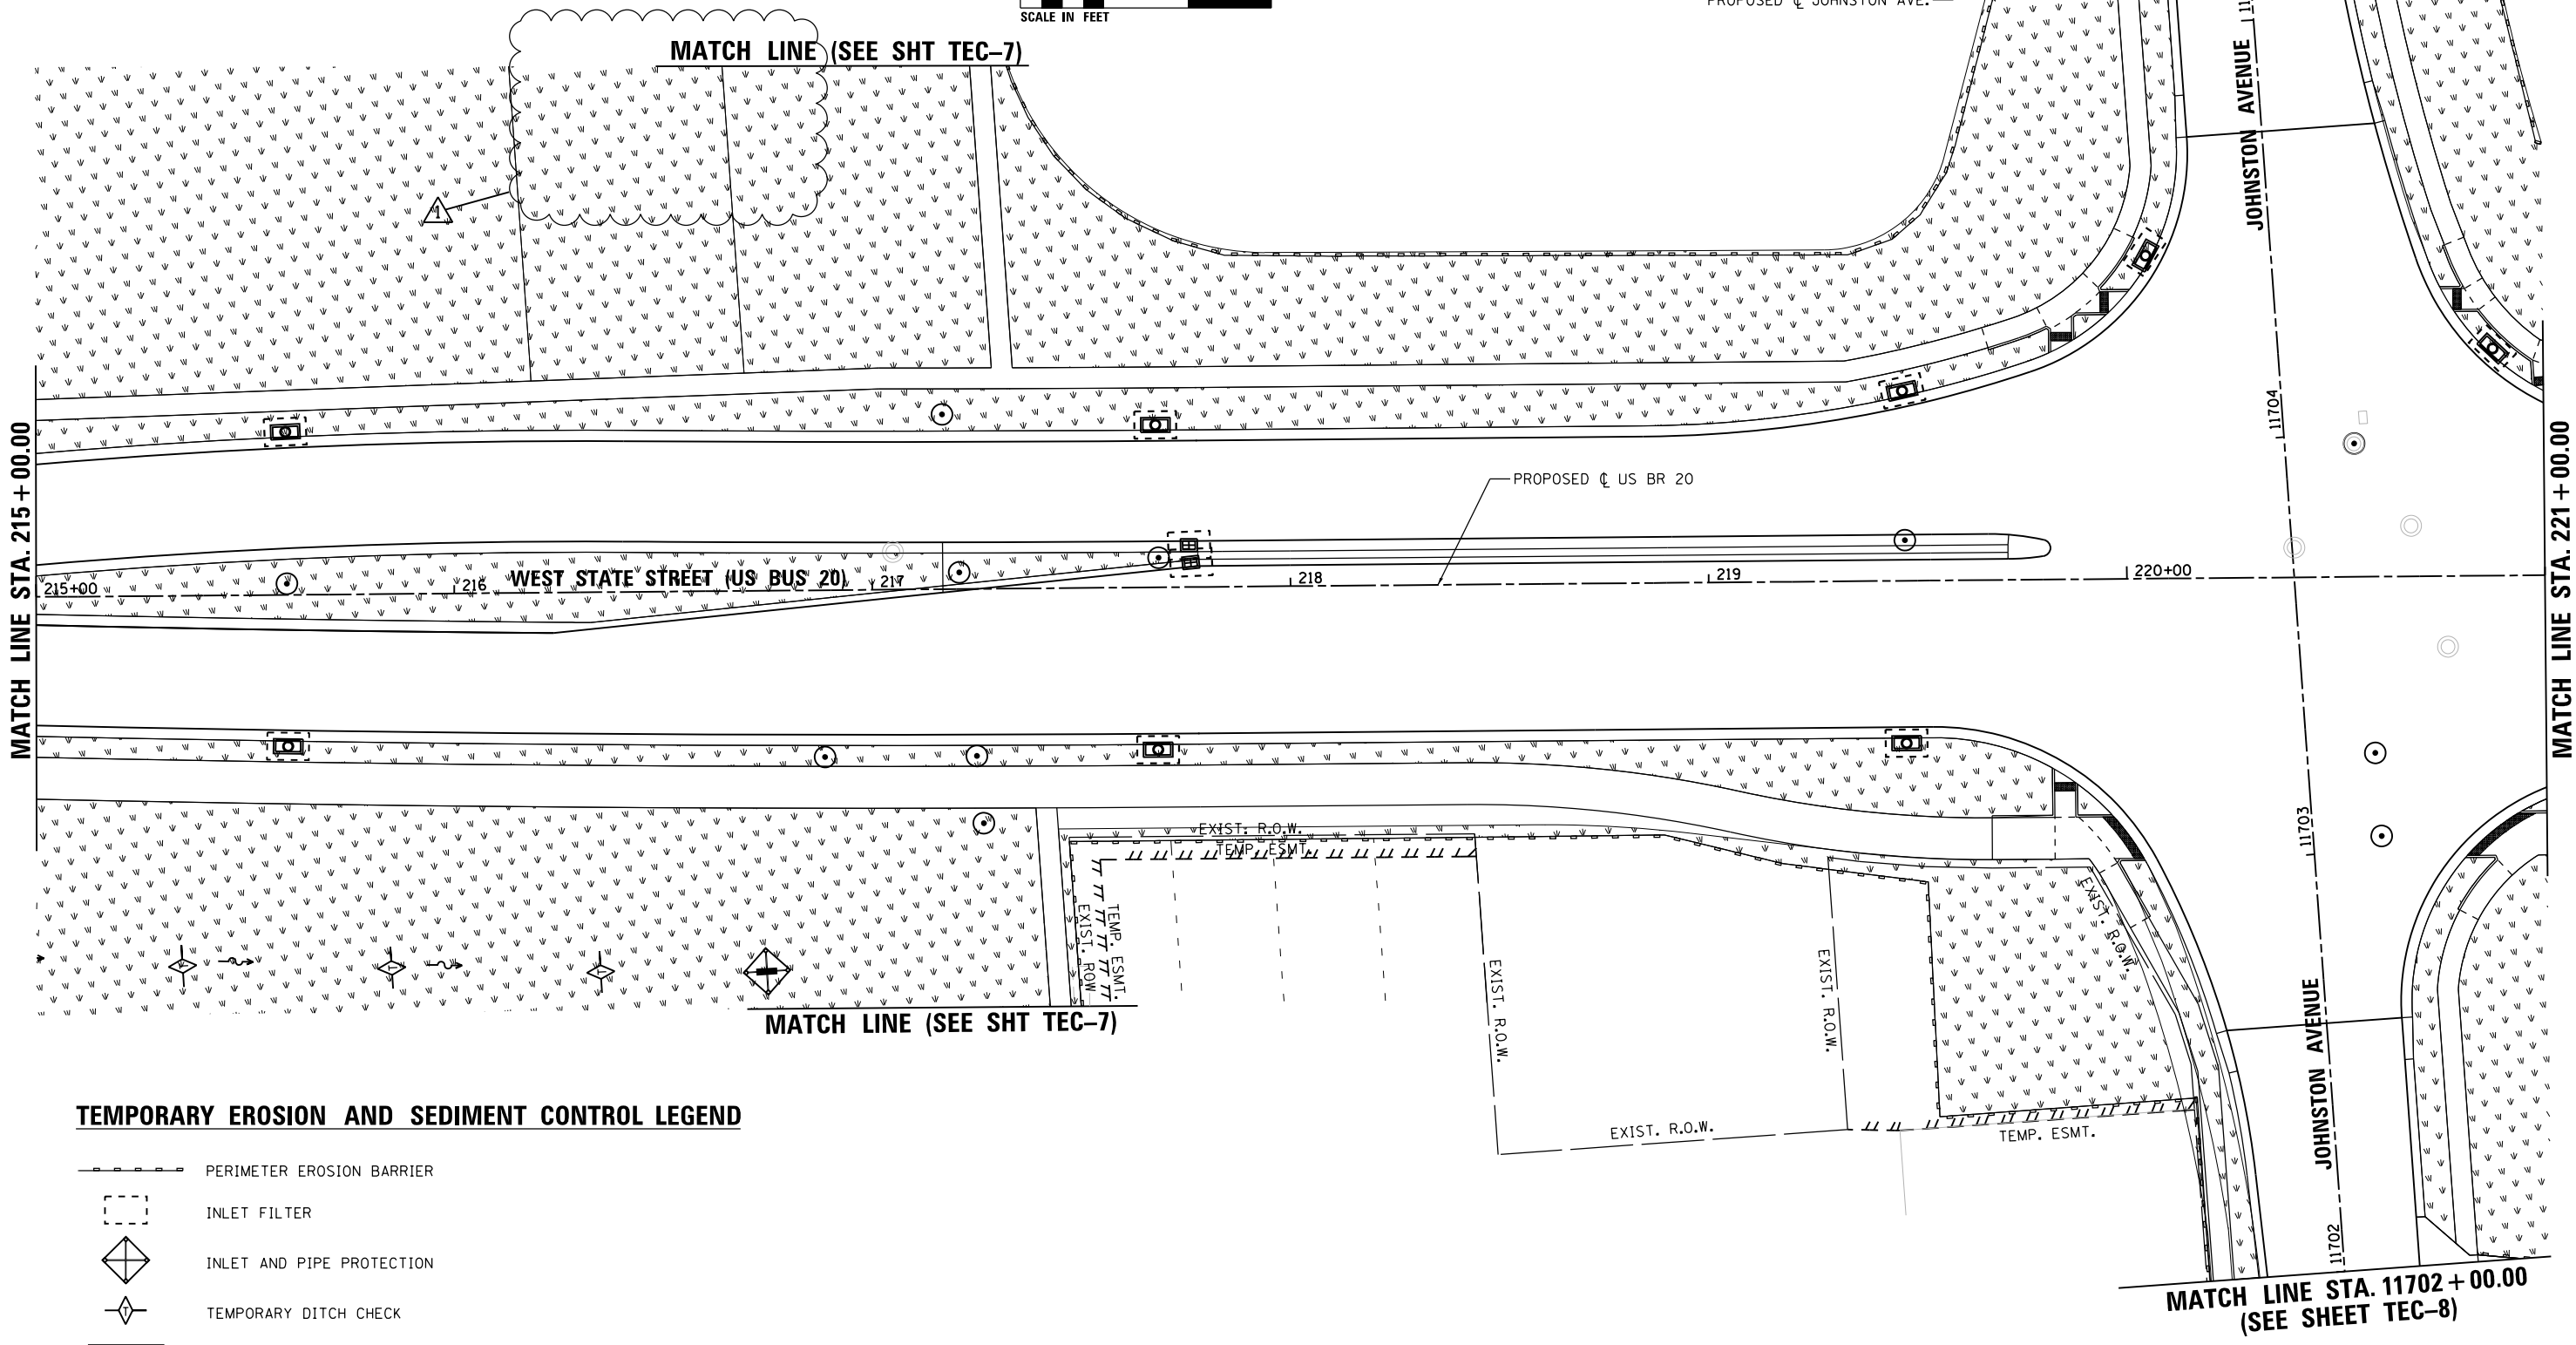 SCALE IN FEET
PROPOSED ℄ JOHNSTON AVE.
MATCH LINE (SEE SHT TEC-7)
1
JOHNSTON AVENUE
11704
MATCH LINE STA. 215+00.00
MATCH LINE STA. 221+00.00
PROPOSED ℄ US BR 20
215+00
216
WEST STATE STREET (US BUS 20)
217
218
219
220+00
11703
EXIST. R.O.W.
TEMP. ESMT.
TEMP. ESMT.
EXIST. ROW
EXIST. R.O.W.
EXIST. R.O.W.
EXIST. R.O.W.
T
T
T
MATCH LINE (SEE SHT TEC-7)
JOHNSTON AVENUE
EXIST. R.O.W.
TEMP. ESMT.
11702
MATCH LINE STA. 11702+00.00
(SEE SHEET TEC-8)
TEMPORARY EROSION AND SEDIMENT CONTROL LEGEND
PERIMETER EROSION BARRIER
INLET FILTER
INLET AND PIPE PROTECTION
T TEMPORARY DITCH CHECK